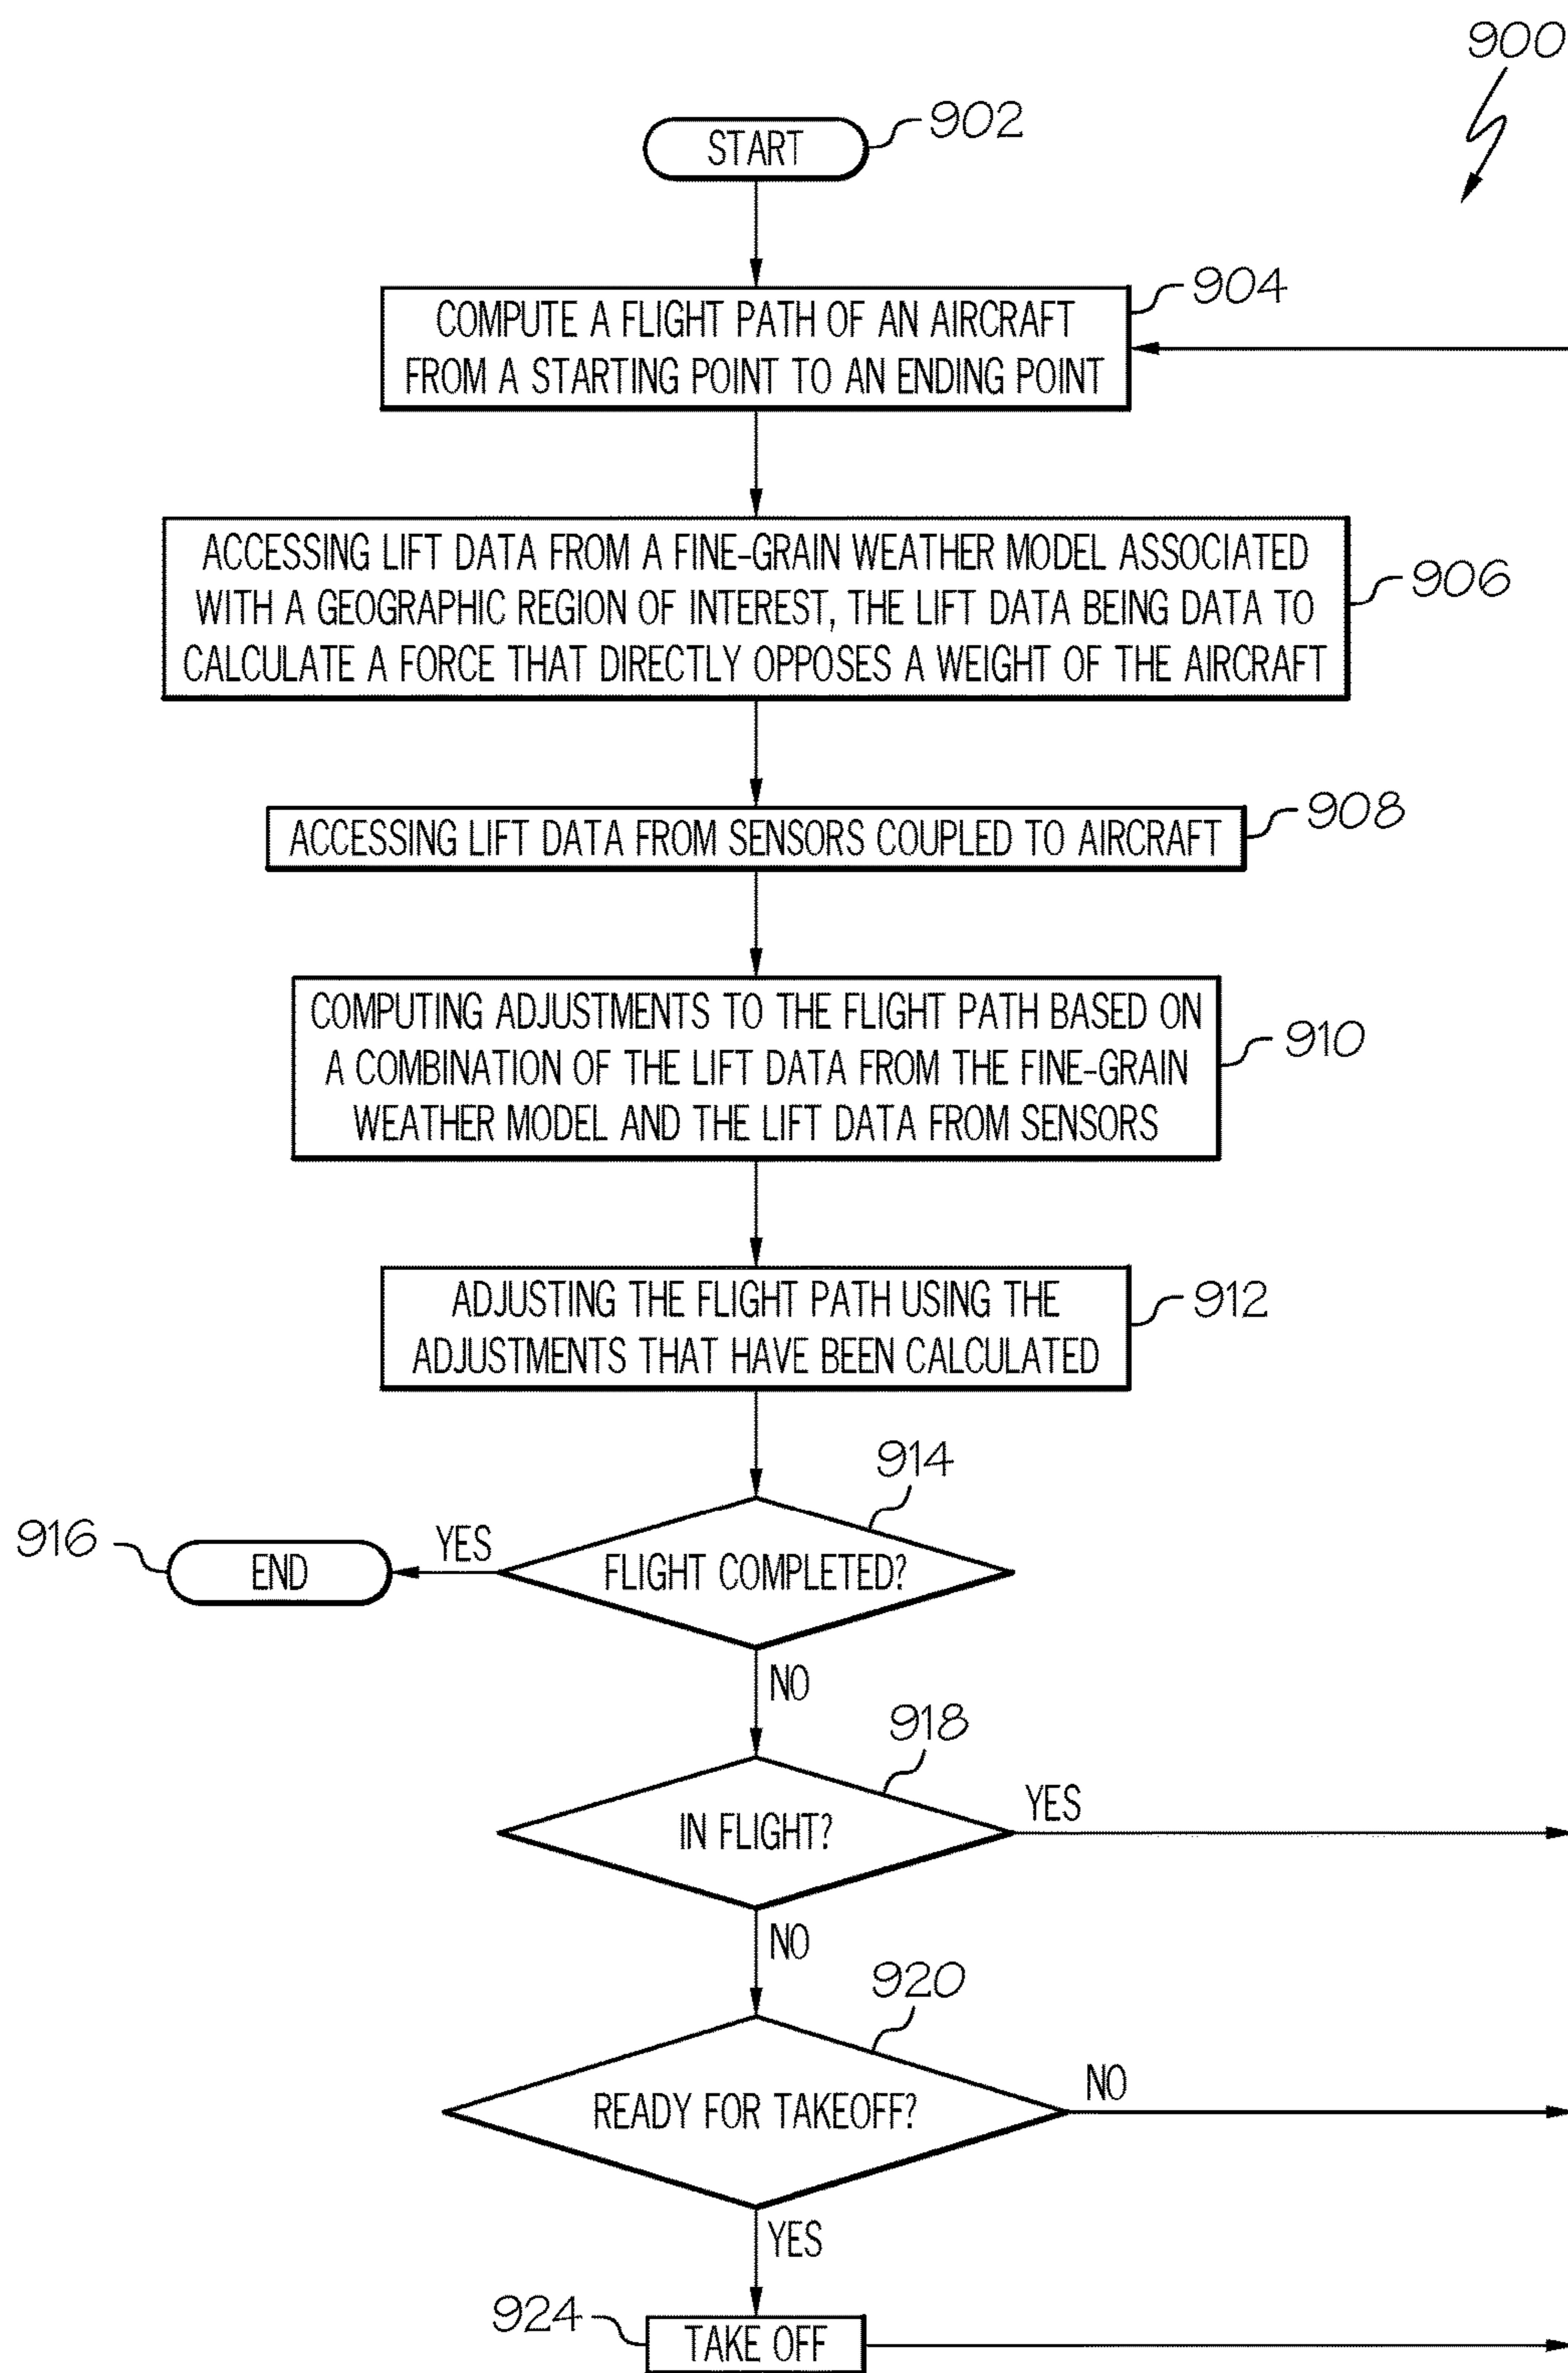 900
START
902
904
COMPUTE A FLIGHT PATH OF AN AIRCRAFT
FROM A STARTING POINT TO AN ENDING POINT
ACCESSING LIFT DATA FROM A FINE-GRAIN WEATHER MODEL ASSOCIATED
WITH A GEOGRAPHIC REGION OF INTEREST, THE LIFT DATA BEING DATA TO
CALCULATE A FORCE THAT DIRECTLY OPPOSES A WEIGHT OF THE AIRCRAFT
906
ACCESSING LIFT DATA FROM SENSORS COUPLED TO AIRCRAFT
908
COMPUTING ADJUSTMENTS TO THE FLIGHT PATH BASED ON
A COMBINATION OF THE LIFT DATA FROM THE FINE-GRAIN
WEATHER MODEL AND THE LIFT DATA FROM SENSORS
910
ADJUSTING THE FLIGHT PATH USING THE
ADJUSTMENTS THAT HAVE BEEN CALCULATED
912
914
916
END
YES
FLIGHT COMPLETED?
NO
918
IN FLIGHT?
YES
NO
920
READY FOR TAKEOFF?
NO
YES
924
TAKE OFF